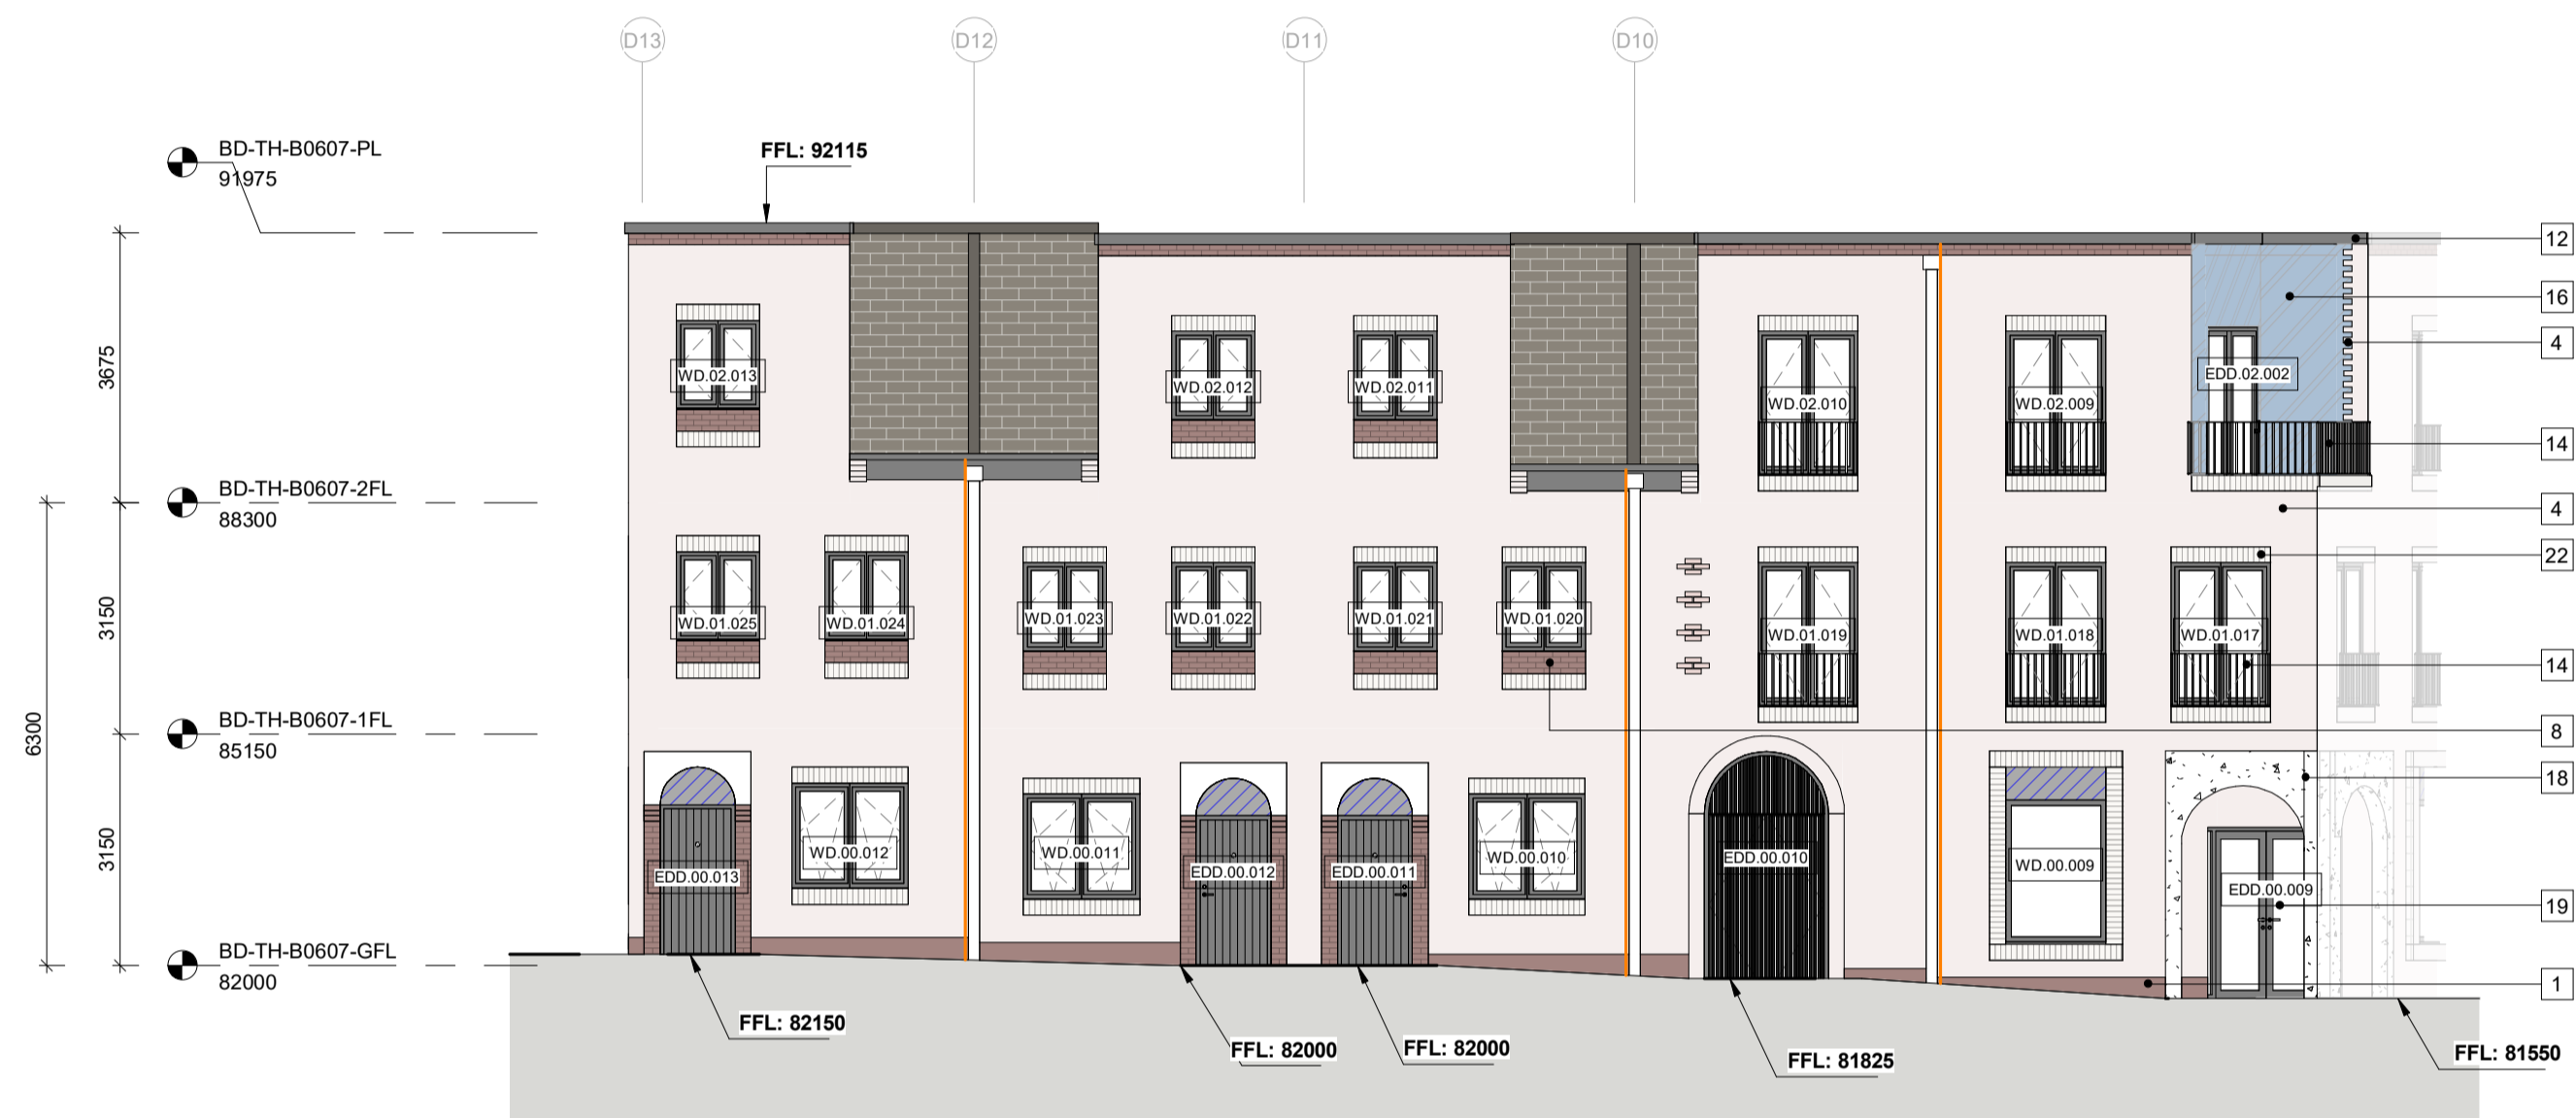 D13
D12
D11
D10
BD-TH-B0607-PL
91975
FFL: 92115
12
16
4
14
4
22
14
8
18
19
1
3675
3150
3150
6300
BD-TH-B0607-2FL
88300
BD-TH-B0607-1FL
85150
BD-TH-B0607-GFL
82000
WD.02.013
WD.02.012
WD.02.011
WD.02.010
WD.02.009
EDD.02.002
WD.01.025
WD.01.024
WD.01.023
WD.01.022
WD.01.021
WD.01.020
WD.01.019
WD.01.018
WD.01.017
EDD.00.013
WD.00.012
WD.00.011
EDD.00.012
EDD.00.011
WD.00.010
EDD.00.010
WD.00.009
EDD.00.009
FFL: 82150
FFL: 82000
FFL: 82000
FFL: 81825
FFL: 81550